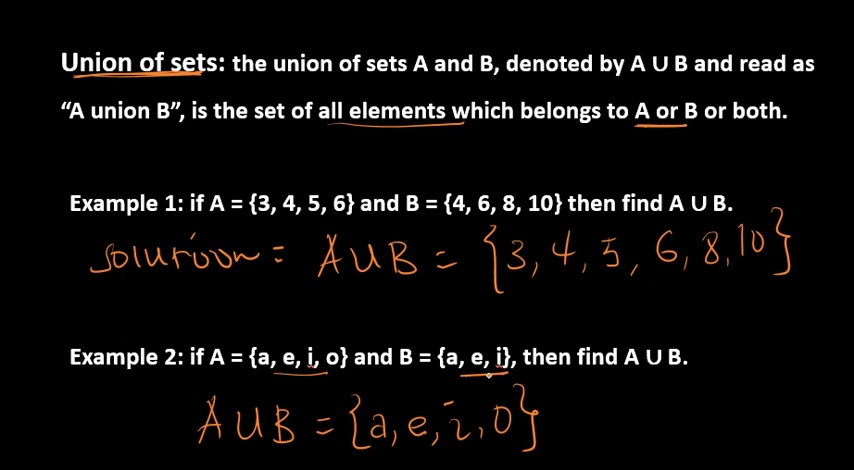 Union of sets: the union of sets A and B, denoted by A ∪ B and read as
“A union B”, is the set of all elements which belongs to A or B or both.
Example 1: if A = {3, 4, 5, 6} and B = {4, 6, 8, 10} then find A ∪ B.
Solution = A∪B = {3, 4, 5, 6, 8, 10}
Example 2: if A = {a, e, i, o} and B = {a, e, i}, then find A ∪ B.
A∪B = {a, e, i, o}